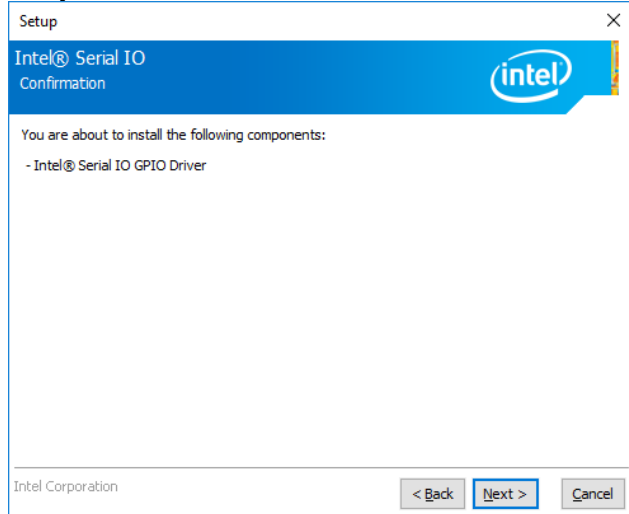 Setup
Intel® Serial IO
Confirmation
intel
You are about to install the following components:
- Intel® Serial IO GPIO Driver
Intel Corporation
< Back Next > Cancel